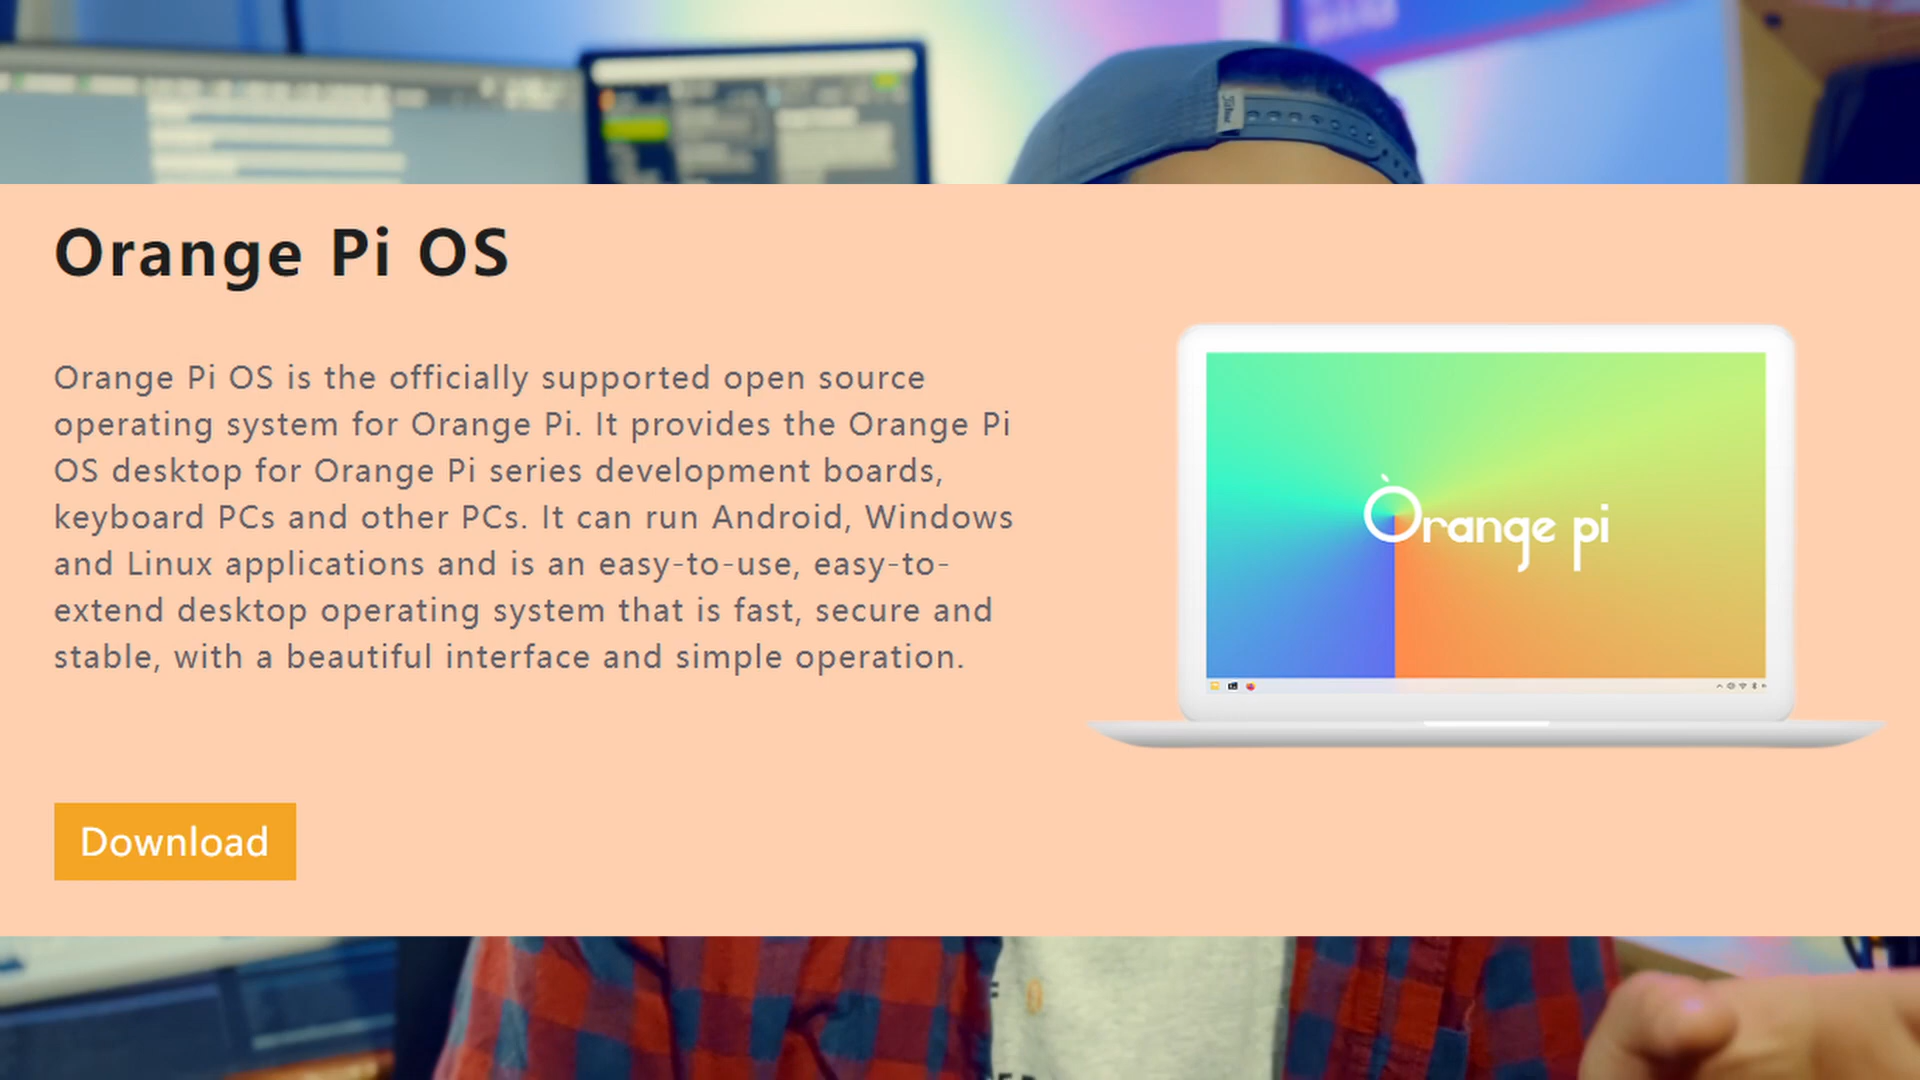 Orange Pi OS
Orange Pi OS is the officially supported open source
operating system for Orange Pi. It provides the Orange Pi
OS desktop for Orange Pi series development boards,
keyboard PCs and other PCs. It can run Android, Windows
and Linux applications and is an easy-to-use, easy-to-
extend desktop operating system that is fast, secure and
stable, with a beautiful interface and simple operation.
Orange pi
Download